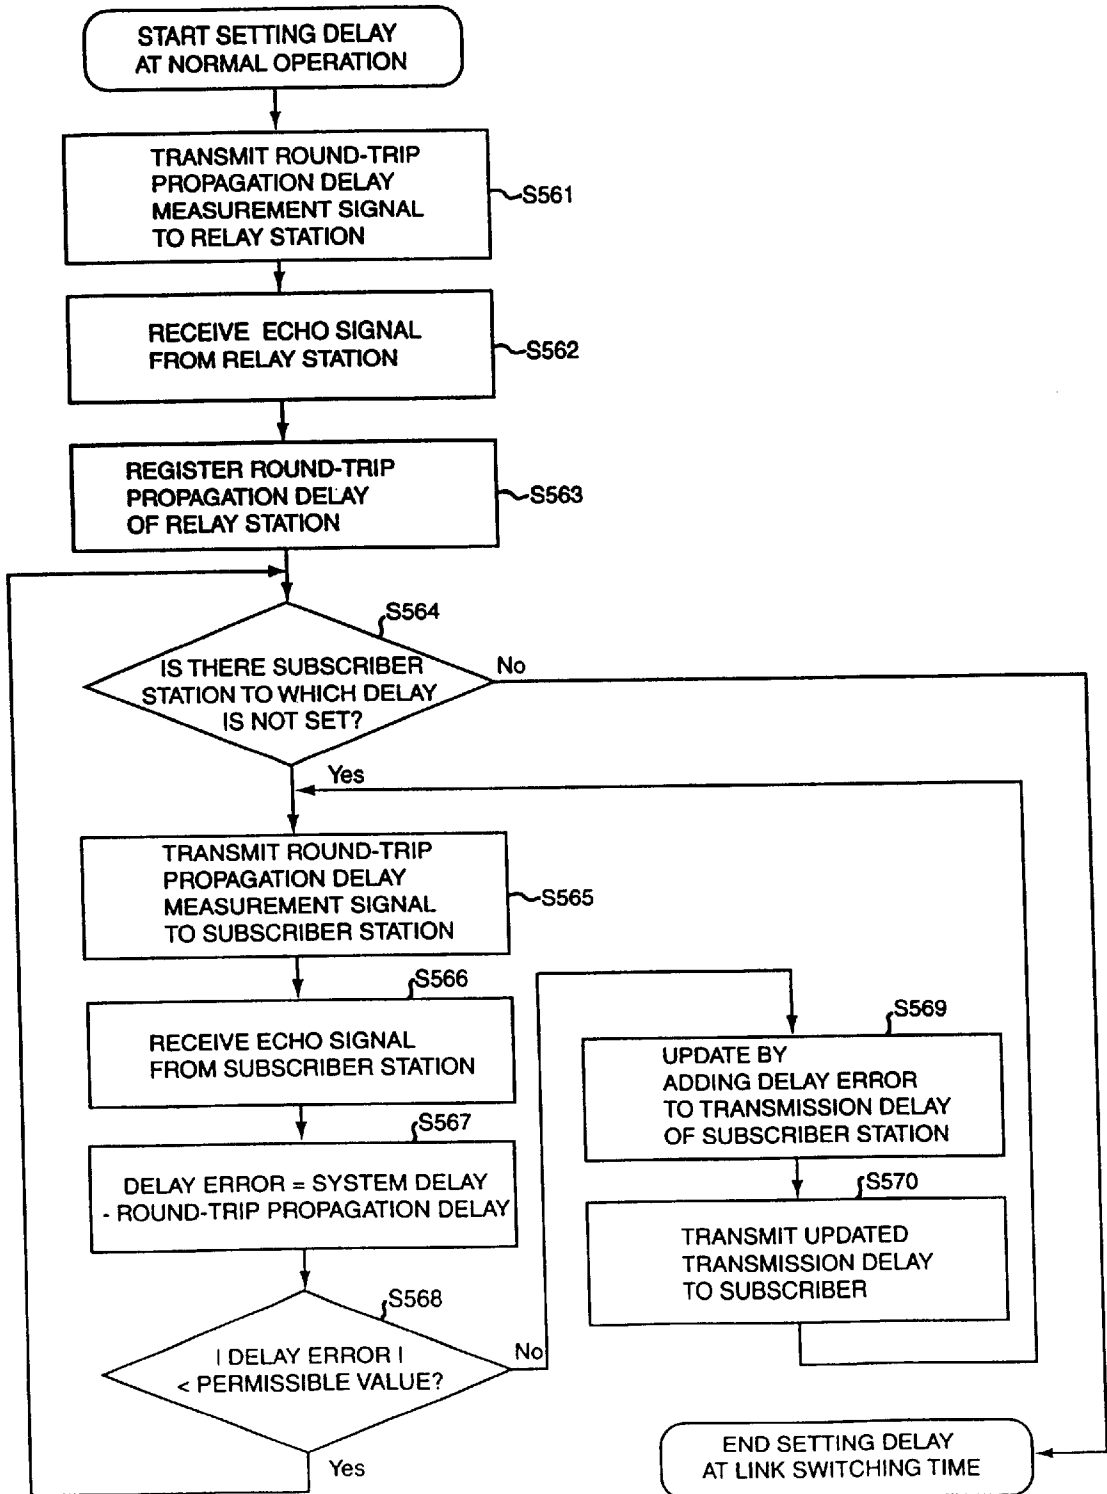 START SETTING DELAY
AT NORMAL OPERATION
TRANSMIT ROUND-TRIP
PROPAGATION DELAY
MEASUREMENT SIGNAL
TO RELAY STATION
S561
RECEIVE ECHO SIGNAL
FROM RELAY STATION
S562
REGISTER ROUND-TRIP
PROPAGATION DELAY
OF RELAY STATION
S563
S564
IS THERE SUBSCRIBER
STATION TO WHICH DELAY
IS NOT SET?
No
Yes
TRANSMIT ROUND-TRIP
PROPAGATION DELAY
MEASUREMENT SIGNAL
TO SUBSCRIBER STATION
S565
S566
RECEIVE ECHO SIGNAL
FROM SUBSCRIBER STATION
S567
DELAY ERROR = SYSTEM DELAY
- ROUND-TRIP PROPAGATION DELAY
S568
| DELAY ERROR |
< PERMISSIBLE VALUE?
No
Yes
S569
UPDATE BY
ADDING DELAY ERROR
TO TRANSMISSION DELAY
OF SUBSCRIBER STATION
S570
TRANSMIT UPDATED
TRANSMISSION DELAY
TO SUBSCRIBER
END SETTING DELAY
AT LINK SWITCHING TIME